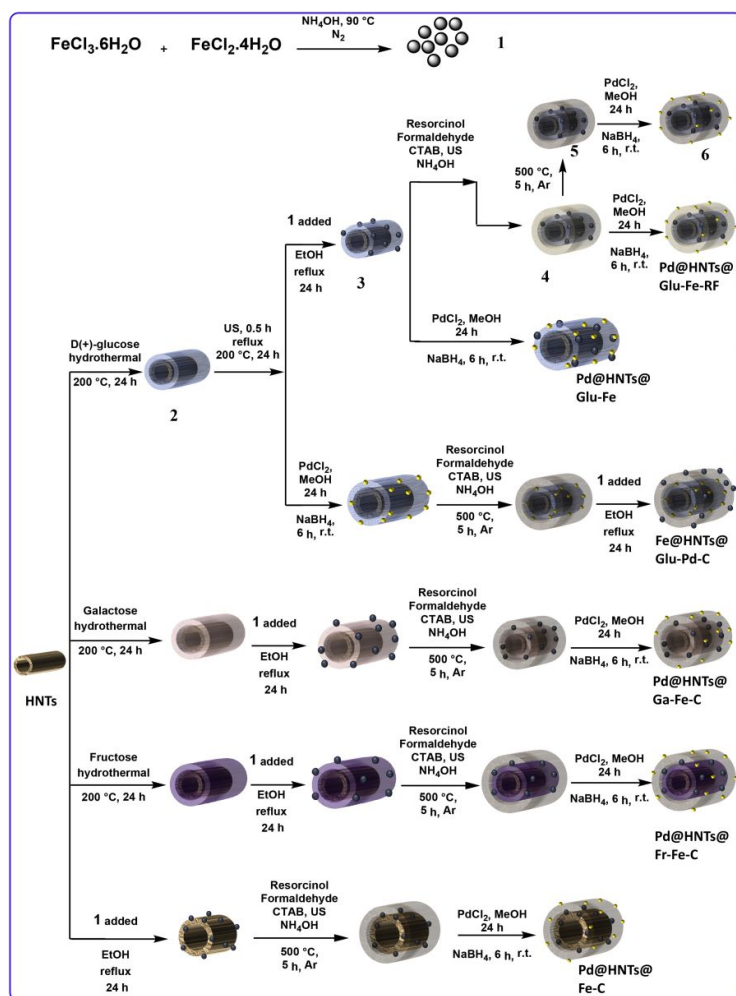 FeCl3.6H2O + FeCl2.4H2O
NH4OH, 90 °C
N2
1
Resorcinol
Formaldehyde
CTAB, US
NH4OH
PdCl2,
MeOH
24 h
NaBH4,
6 h, r.t.
5
6
500 °C,
5 h, Ar
PdCl2,
MeOH
24 h
NaBH4,
6 h, r.t.
4
Pd@HNTs@
Glu-Fe-RF
1 added
EtOH
reflux
24 h
3
D(+)-glucose
hydrothermal
200 °C, 24 h
2
US, 0.5 h
reflux
200 °C, 24 h
PdCl2, MeOH
24 h
NaBH4, 6 h, r.t.
Pd@HNTs@
Glu-Fe
PdCl2,
MeOH
24 h
NaBH4,
6 h, r.t.
Resorcinol
Formaldehyde
CTAB, US
NH4OH
500 °C,
5 h, Ar
1 added
EtOH
reflux
24 h
Fe@HNTs@
Glu-Pd-C
Galactose
hydrothermal
200 °C, 24 h
1 added
EtOH
reflux
24 h
Resorcinol
Formaldehyde
CTAB, US
NH4OH
500 °C,
5 h, Ar
PdCl2, MeOH
24 h
NaBH4, 6 h, r.t.
Pd@HNTs@
Ga-Fe-C
HNTs
Fructose
hydrothermal
200 °C, 24 h
1 added
EtOH
reflux
24 h
Resorcinol
Formaldehyde
CTAB, US
NH4OH
500 °C,
5 h, Ar
PdCl2, MeOH
24 h
NaBH4, 6 h, r.t.
Pd@HNTs@
Fr-Fe-C
1 added
EtOH
reflux
24 h
Resorcinol
Formaldehyde
CTAB, US
NH4OH
500 °C,
5 h, Ar
PdCl2, MeOH
24 h
NaBH4, 6 h, r.t.
Pd@HNTs@
Fe-C